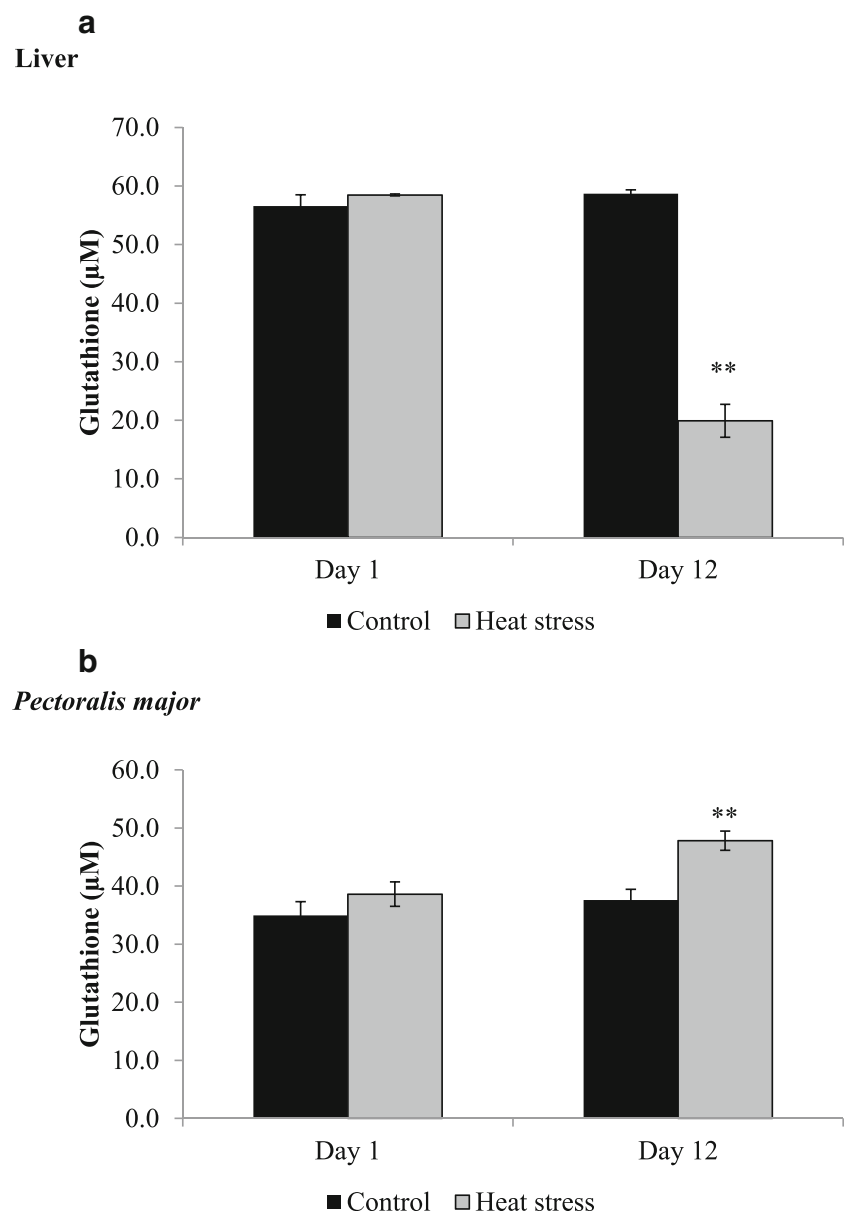 a
Liver
70.0
60.0
50.0
40.0
30.0
20.0
10.0
0.0
Glutathione (µM)
**
Day 1
Day 12
Control
Heat stress
b
Pectoralis major
60.0
50.0
40.0
30.0
20.0
10.0
0.0
Glutathione (µM)
**
Day 1
Day 12
Control
Heat stress